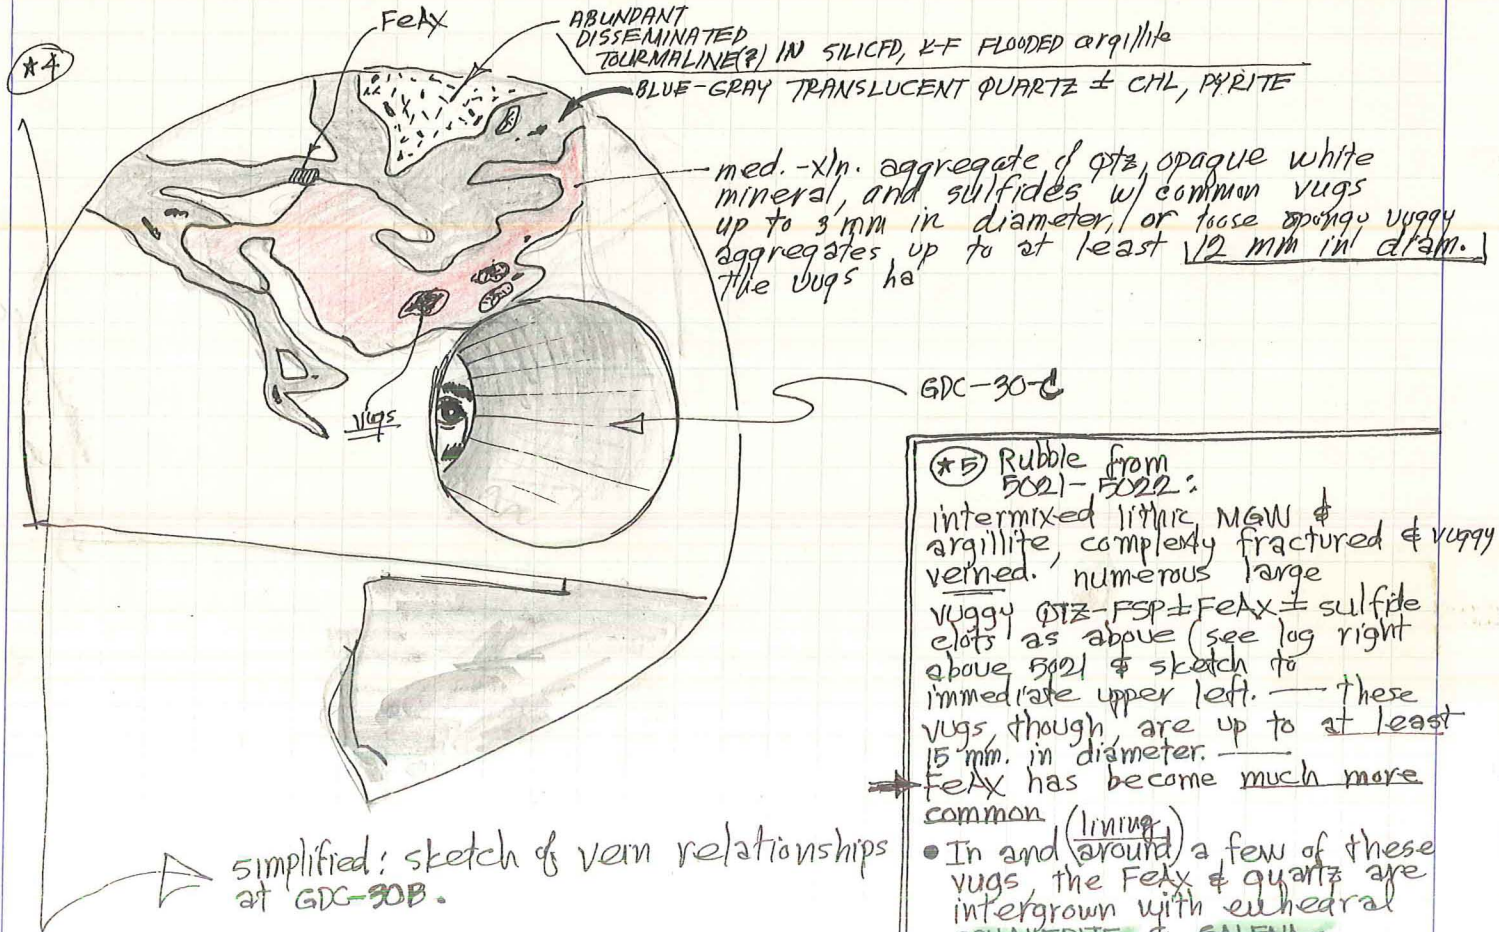 *4
FeAX
ABUNDANT
DISSEMINATED
TOURMALINE(?) IN SILICFD, K-F FLOODED argillite
BLUE-GRAY TRANSLUCENT QUARTZ ± CHL, PYRITE
med.-xln. aggregate of qtz, opaque white
mineral, and sulfides w/ common vugs
up to 3 mm in diameter, or loose spongy, vuggy
aggregates up to at least 12 mm in diam.
the vugs ha
vugs
GDC-30-C
*5 Rubble from
5021-5022:
intermixed lithic MGW &
argillite, complexly fractured & vuggy
veined. numerous large
vuggy QTZ-FSP±FeAX± sulfide
clots as above (see log right
above 5021 & sketch to
immediate upper left. — these
vugs, though, are up to at least
15 mm. in diameter. —
FeAX has become much more
common
(lining)
• In and around a few of these
vugs, the FeAX & quartz are
intergrown with euhedral
SPHALERITE & GALENA
simplified: sketch of vein relationships
at GDC-30B.